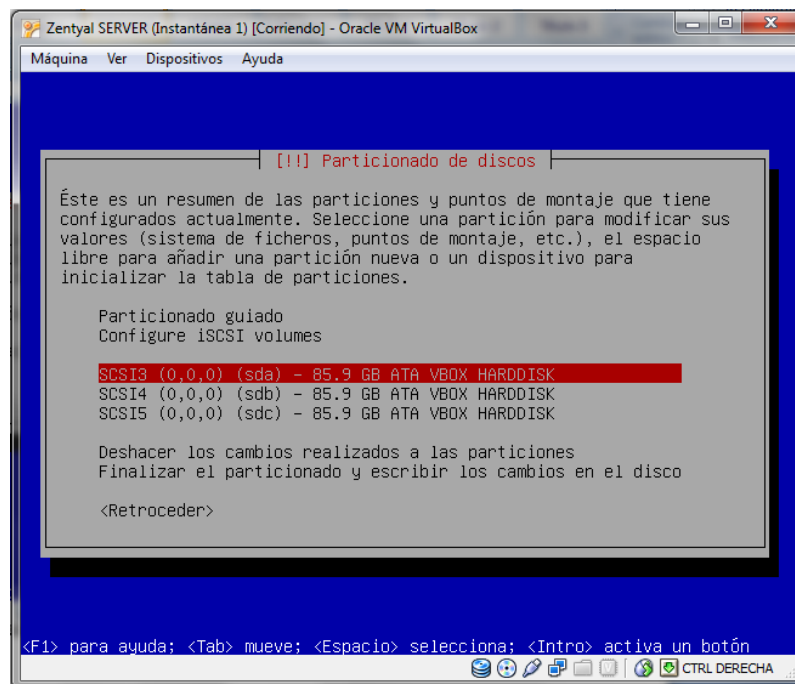 Zentyal SERVER (Instantánea 1) [Corriendo] - Oracle VM VirtualBox
Máquina Ver Dispositivos Ayuda
[!!] Particionado de discos
Éste es un resumen de las particiones y puntos de montaje que tiene
configurados actualmente. Seleccione una partición para modificar sus
valores (sistema de ficheros, puntos de montaje, etc.), el espacio
libre para añadir una partición nueva o un dispositivo para
inicializar la tabla de particiones.
Particionado guiado
Configure iSCSI volumes
SCSI3 (0,0,0) (sda) - 85.9 GB ATA VBOX HARDDISK
SCSI4 (0,0,0) (sdb) - 85.9 GB ATA VBOX HARDDISK
SCSI5 (0,0,0) (sdc) - 85.9 GB ATA VBOX HARDDISK
Deshacer los cambios realizados a las particiones
Finalizar el particionado y escribir los cambios en el disco
<Retroceder>
<F1> para ayuda; <Tab> mueve; <Espacio> selecciona; <Intro> activa un botón
CTRL DERECHA